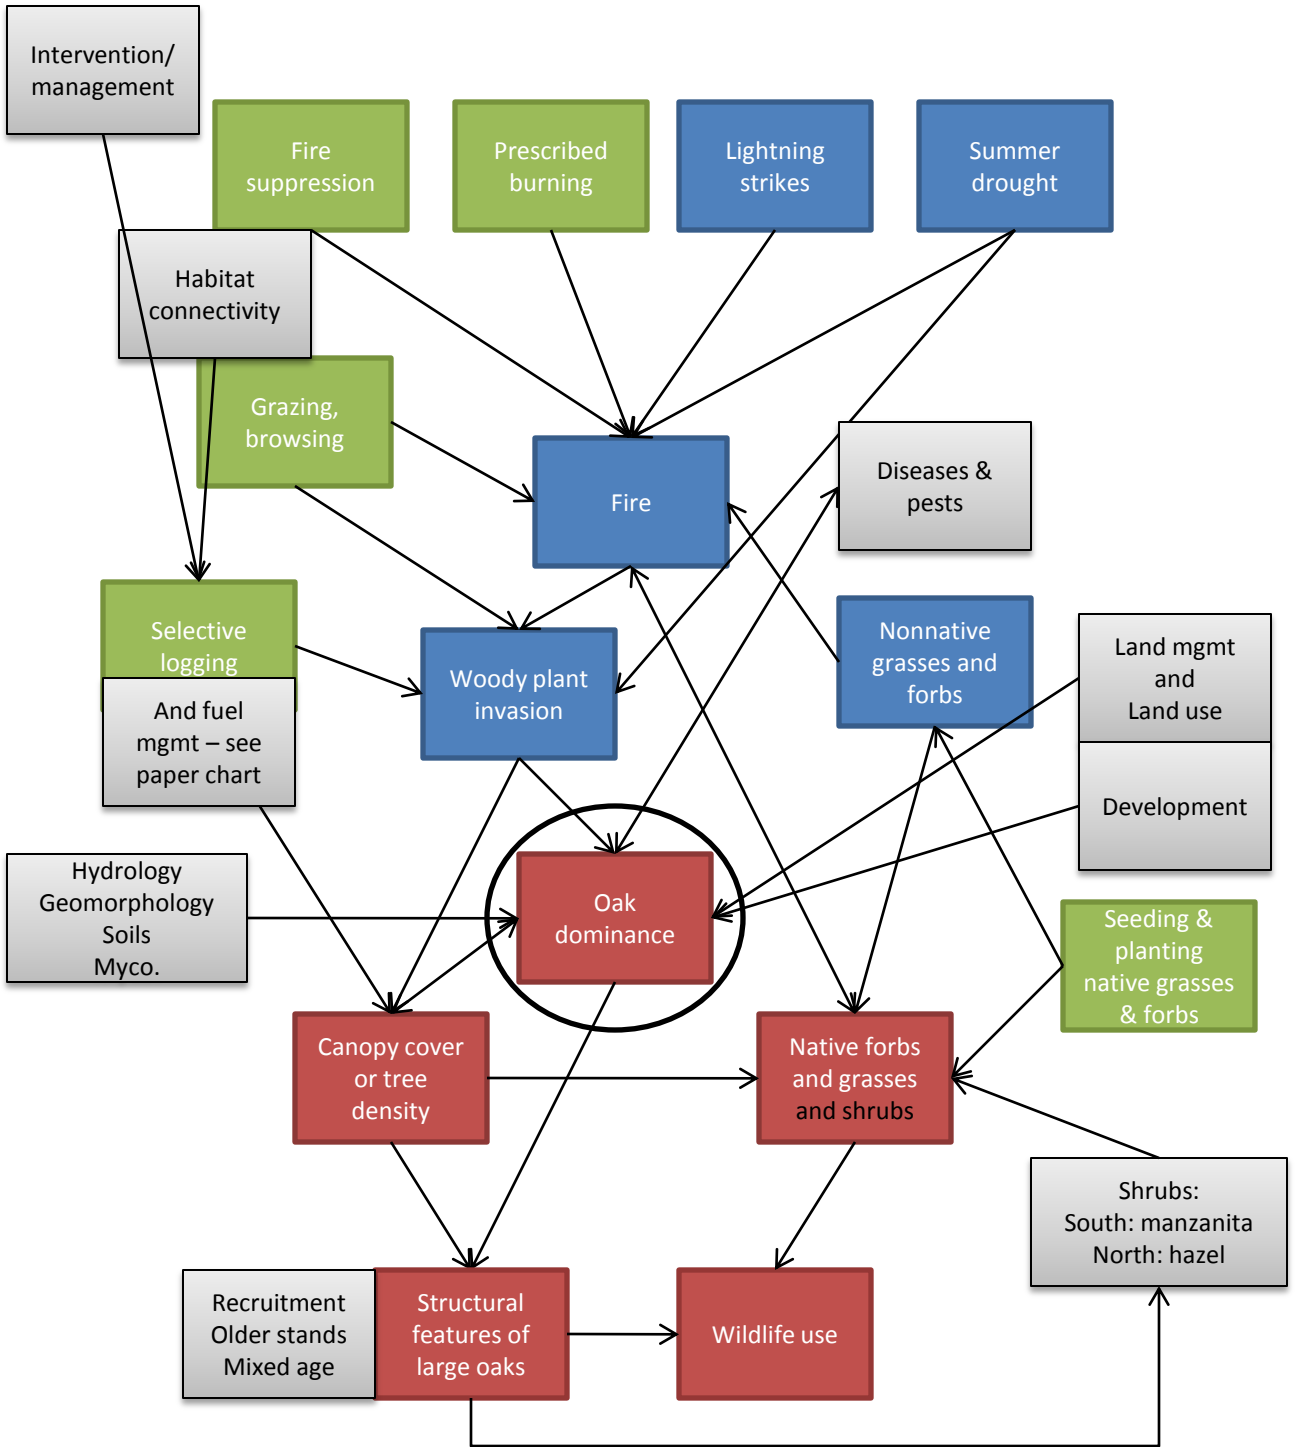 Intervention/
management
Fire
suppression
Prescribed
burning
Lightning
strikes
Summer
drought
Habitat
connectivity
Grazing,
browsing
Fire
Diseases &
pests
Selective
logging
And fuel
mgmt – see
paper chart
Woody plant
invasion
Nonnative
grasses and
forbs
Land mgmt
and
Land use
Development
Hydrology
Geomorphology
Soils
Myco.
Oak
dominance
Seeding &
planting
native grasses
& forbs
Canopy cover
or tree
density
Native forbs
and grasses
and shrubs
Shrubs:
South: manzanita
North: hazel
Recruitment
Older stands
Mixed age
Structural
features of
large oaks
Wildlife use